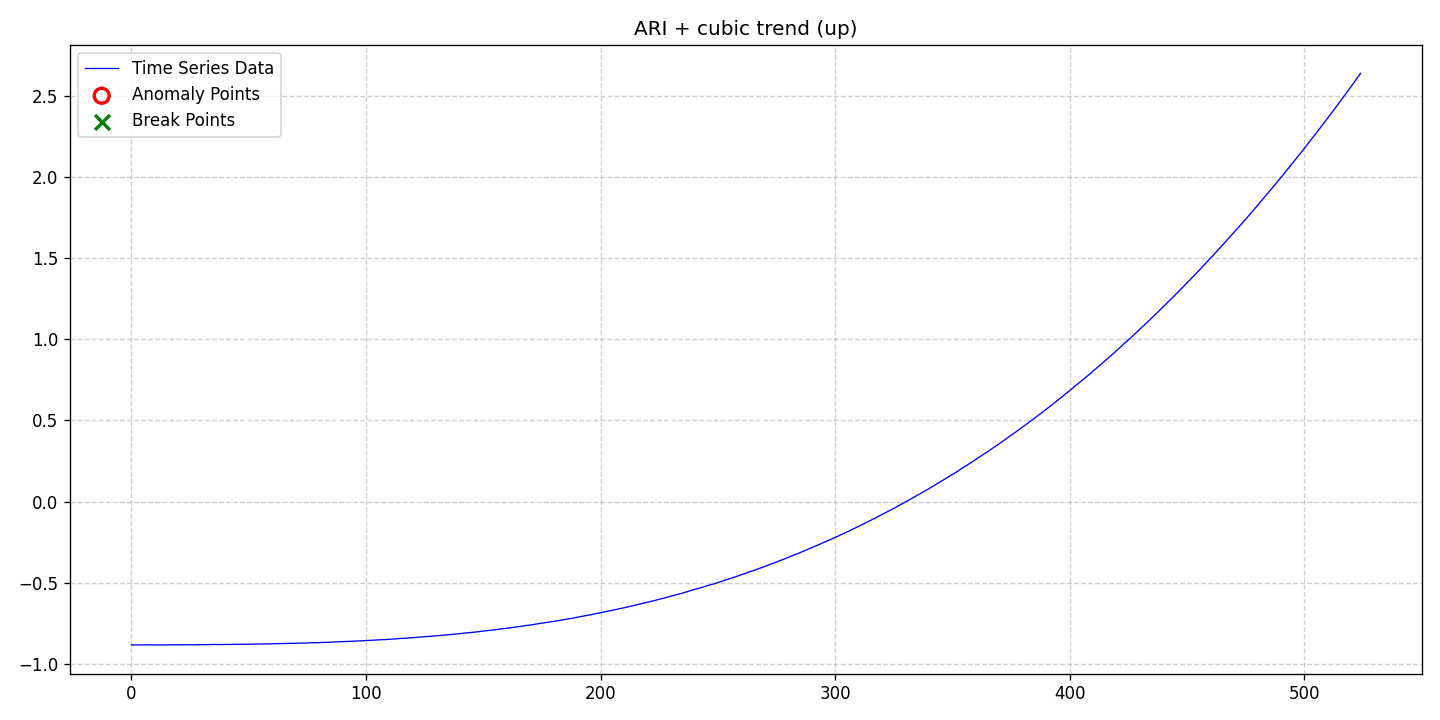 ARI + cubic trend (up)
Time Series Data
Anomaly Points
Break Points
2.5
2.0
1.5
1.0
0.5
0.0
−0.5
−1.0
0 100 200 300 400 500